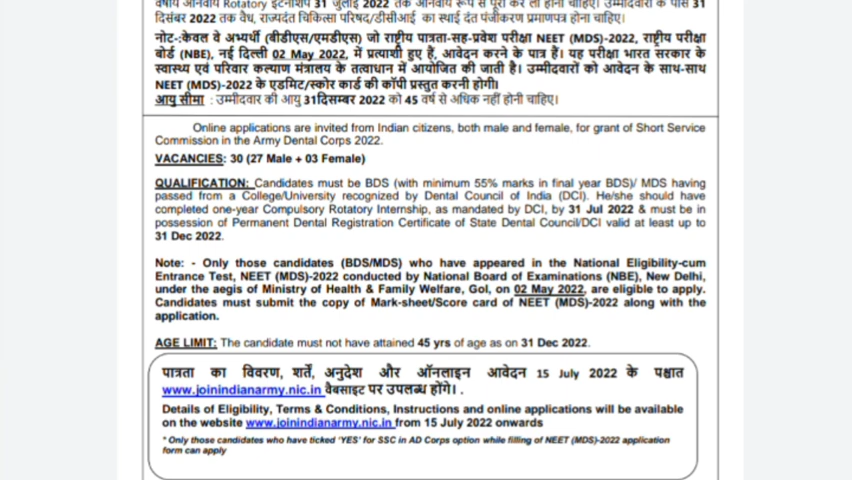 वर्षीय अनिवार्य Rotatory इंटर्नशिप 31 जुलाई 2022 तक अनिवार्य रूप से पूरी कर ली होनी चाहिए। उम्मीदवारों के पास 31
दिसंबर 2022 तक वैध, राज्यदंत चिकित्सा परिषद/डीसीआई का स्थाई दंत पंजीकरण प्रमाणपत्र होना चाहिए।
नोट-:केवल वे अभ्यर्थी (बीडीएस/एमडीएस) जो राष्ट्रीय पात्रता-सह-प्रवेश परीक्षा NEET (MDS)-2022, राष्ट्रीय परीक्षा
बोर्ड (NBE), नई दिल्ली 02 May 2022, में प्रत्याशी हुए हैं, आवेदन करने के पात्र हैं। यह परीक्षा भारत सरकार के
स्वास्थ्य एवं परिवार कल्याण मंत्रालय के तत्वाधान में आयोजित की जाती है। उम्मीदवारों को आवेदन के साथ-साथ
NEET (MDS)-2022 के एडमिट/स्कोर कार्ड की कॉपी प्रस्तुत करनी होगी।
आयु सीमा : उम्मीदवार की आयु 31दिसम्बर 2022 को 45 वर्ष से अधिक नहीं होनी चाहिए।
Online applications are invited from Indian citizens, both male and female, for grant of Short Service
Commission in the Army Dental Corps 2022.
VACANCIES: 30 (27 Male + 03 Female)
QUALIFICATION: Candidates must be BDS (with minimum 55% marks in final year BDS)/ MDS having
passed from a College/University recognized by Dental Council of India (DCI). He/she should have
completed one-year Compulsory Rotatory Internship, as mandated by DCI, by 31 Jul 2022 & must be in
possession of Permanent Dental Registration Certificate of State Dental Council/DCI valid at least up to
31 Dec 2022.
Note: - Only those candidates (BDS/MDS) who have appeared in the National Eligibility-cum
Entrance Test, NEET (MDS)-2022 conducted by National Board of Examinations (NBE), New Delhi,
under the aegis of Ministry of Health & Family Welfare, GoI, on 02 May 2022, are eligible to apply.
Candidates must submit the copy of Mark-sheet/Score card of NEET (MDS)-2022 along with the
application.
AGE LIMIT: The candidate must not have attained 45 yrs of age as on 31 Dec 2022.
पात्रता का विवरण, शर्तें, अनुदेश और ऑनलाइन आवेदन 15 July 2022 के पश्चात
www.joinindianarmy.nic.in वैबसाइट पर उपलब्ध होंगे। .
Details of Eligibility, Terms & Conditions, Instructions and online applications will be available
on the website www.joinindianarmy.nic.in from 15 July 2022 onwards
* Only those candidates who have ticked 'YES' for SSC in AD Corps option while filling of NEET (MDS)-2022 application
form can apply